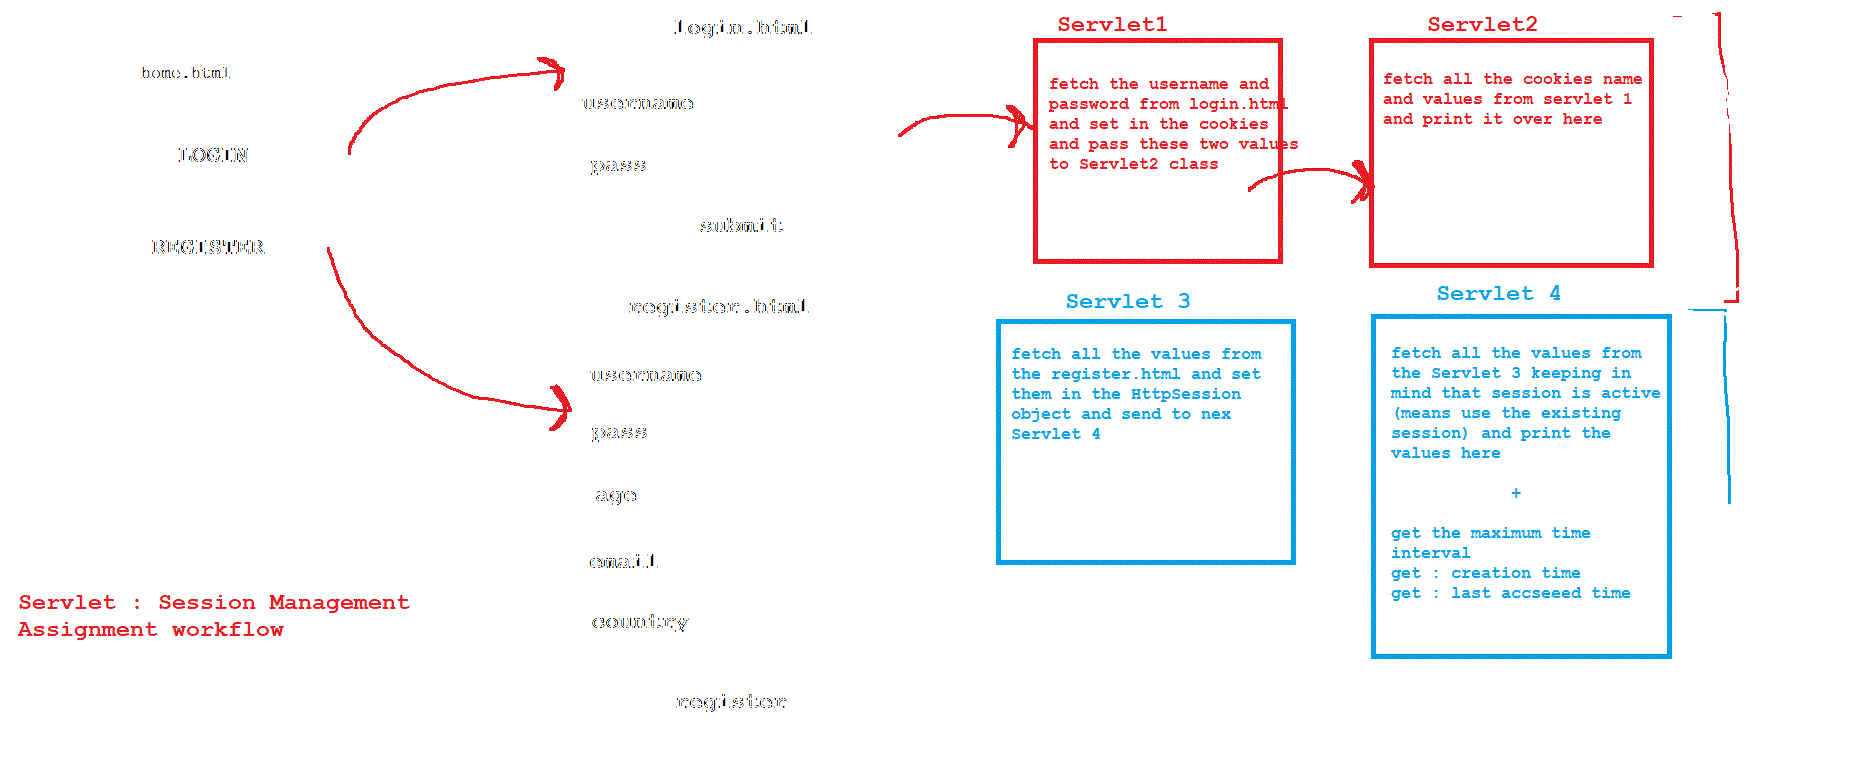 home.html
LOGIN
REGISTER
Servlet : Session Management
Assignment workflow
login.html
username
pass
submit
register.html
username
pass
age
email
country
register
Servlet1
fetch the username and
password from login.html
and set in the cookies
and pass these two values
to Servlet2 class
Servlet2
fetch all the cookies name
and values from servlet 1
and print it over here
Servlet 3
fetch all the values from
the register.html and set
them in the HttpSession
object and send to nex
Servlet 4
Servlet 4
fetch all the values from
the Servlet 3 keeping in
mind that session is active
(means use the existing
session) and print the
values here
+
get the maximum time
interval
get : creation time
get : last accseeed time